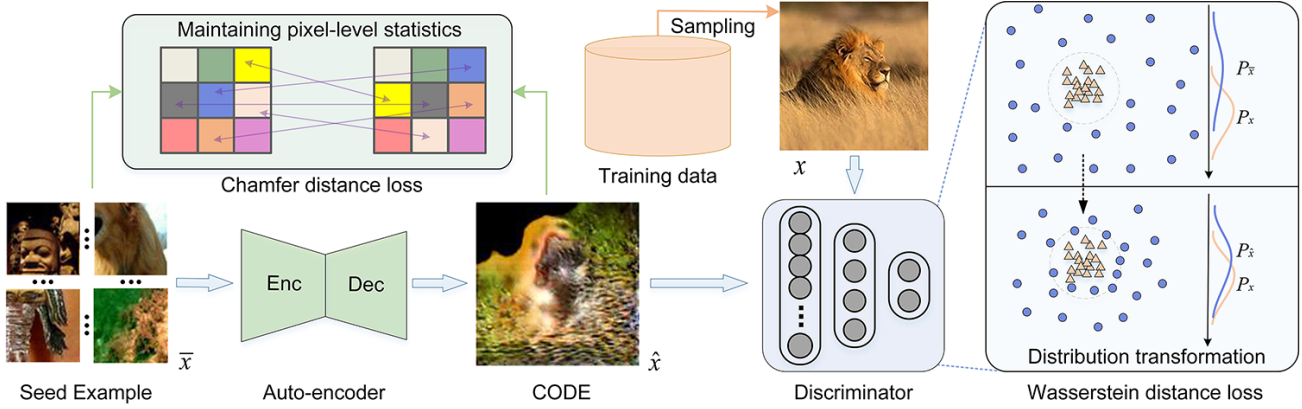 Maintaining pixel-level statistics
Chamfer distance loss
Sampling
Training data
x
P_x̄
P_x
P_x̂
P_x
Distribution transformation
Enc
Dec
x̄
x̂
Seed Example
Auto-encoder
CODE
Discriminator
Wasserstein distance loss